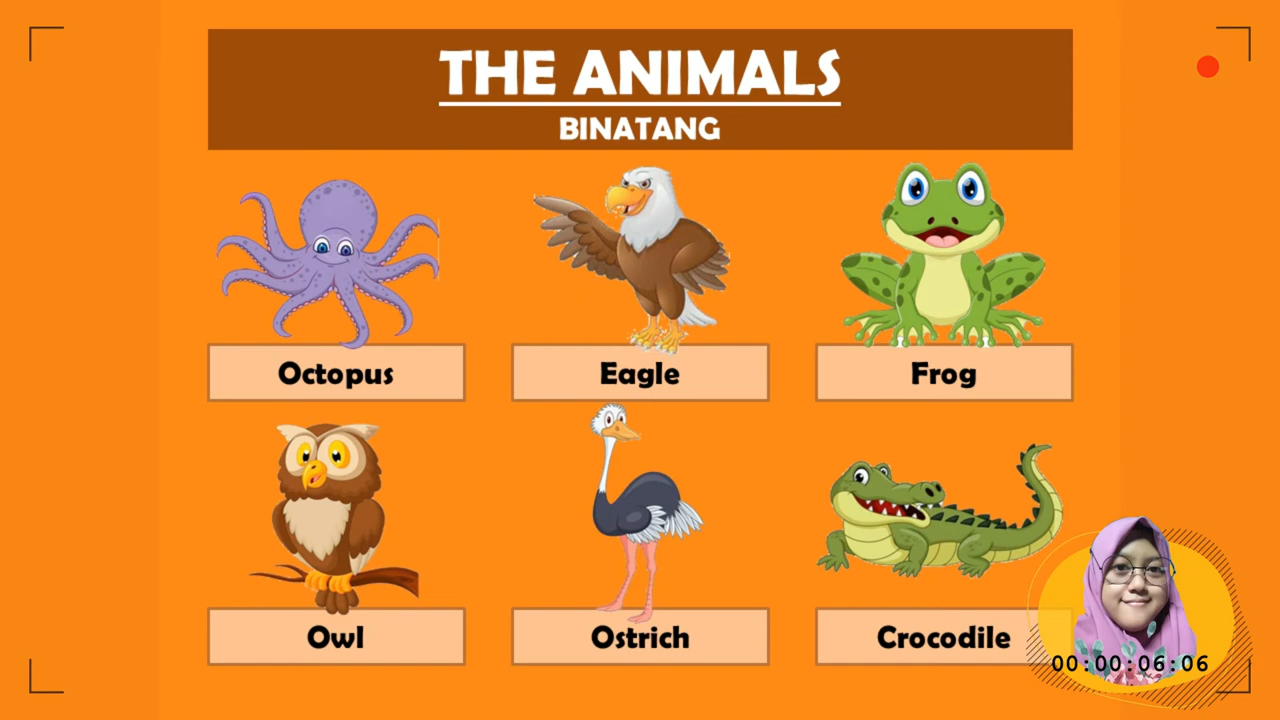 THE ANIMALS
BINATANG
Octopus
Eagle
Frog
Owl
Ostrich
Crocodile
00:00:06:06